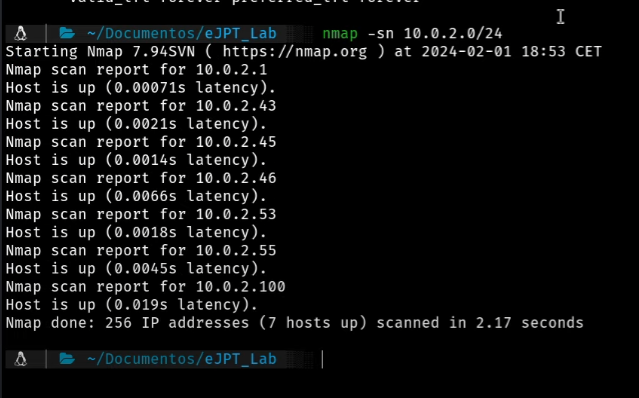 valid_lft forever preferred_lft forever
~/Documentos/eJPT_Lab nmap -sn 10.0.2.0/24
Starting Nmap 7.94SVN ( https://nmap.org ) at 2024-02-01 18:53 CET
Nmap scan report for 10.0.2.1
Host is up (0.00071s latency).
Nmap scan report for 10.0.2.43
Host is up (0.0021s latency).
Nmap scan report for 10.0.2.45
Host is up (0.0014s latency).
Nmap scan report for 10.0.2.46
Host is up (0.0066s latency).
Nmap scan report for 10.0.2.53
Host is up (0.0018s latency).
Nmap scan report for 10.0.2.55
Host is up (0.0045s latency).
Nmap scan report for 10.0.2.100
Host is up (0.019s latency).
Nmap done: 256 IP addresses (7 hosts up) scanned in 2.17 seconds
~/Documentos/eJPT_Lab